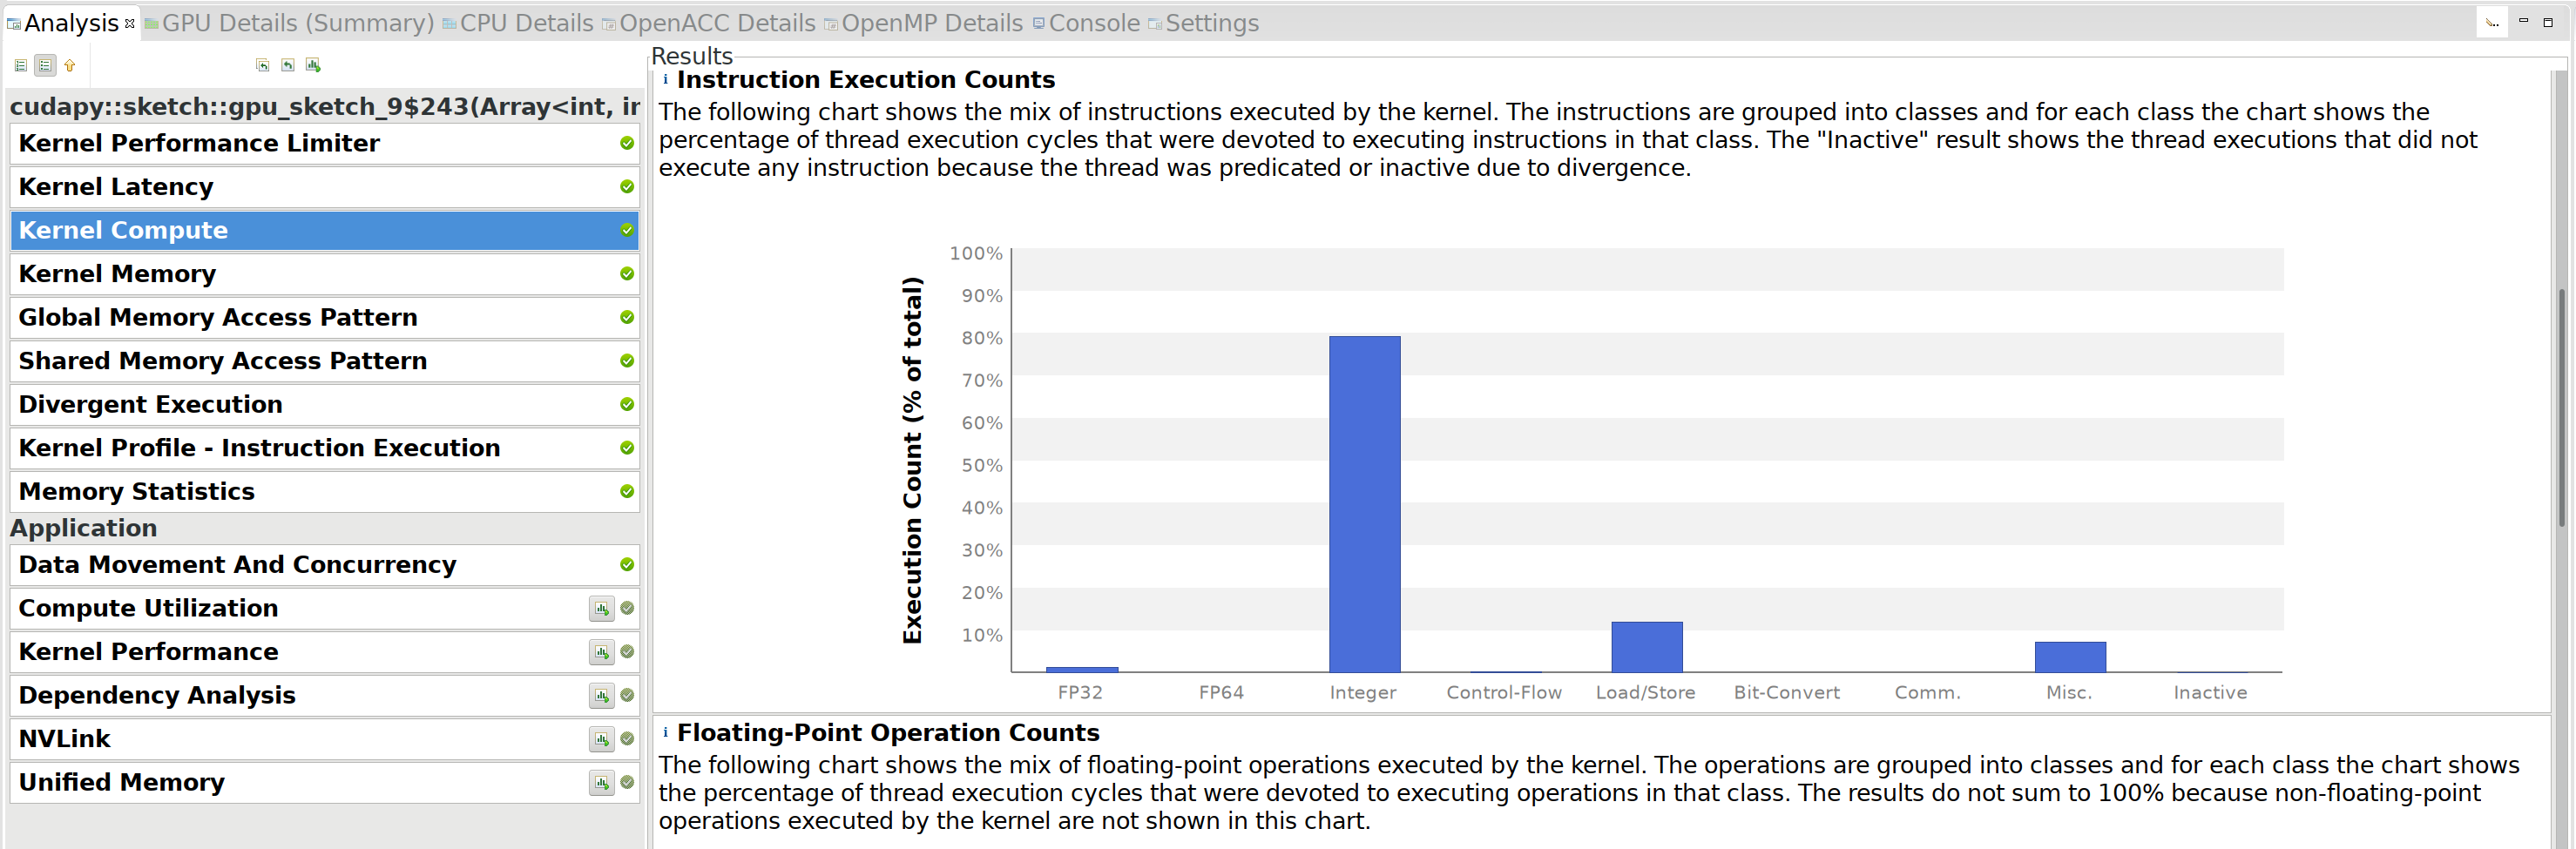 Analysis GPU Details (Summary) CPU Details OpenACC Details OpenMP Details Console Settings
Results
cudapy::sketch::gpu_sketch_9$243(Array<int, in
Kernel Performance Limiter
Kernel Latency
Kernel Compute
Kernel Memory
Global Memory Access Pattern
Shared Memory Access Pattern
Divergent Execution
Kernel Profile - Instruction Execution
Memory Statistics
Application
Data Movement And Concurrency
Compute Utilization
Kernel Performance
Dependency Analysis
NVLink
Unified Memory
i Instruction Execution Counts
The following chart shows the mix of instructions executed by the kernel. The instructions are grouped into classes and for each class the chart shows the
percentage of thread execution cycles that were devoted to executing instructions in that class. The "Inactive" result shows the thread executions that did not
execute any instruction because the thread was predicated or inactive due to divergence.
Execution Count (% of total)
100%
90%
80%
70%
60%
50%
40%
30%
20%
10%
FP32 FP64 Integer Control-Flow Load/Store Bit-Convert Comm. Misc. Inactive
i Floating-Point Operation Counts
The following chart shows the mix of floating-point operations executed by the kernel. The operations are grouped into classes and for each class the chart shows
the percentage of thread execution cycles that were devoted to executing operations in that class. The results do not sum to 100% because non-floating-point
operations executed by the kernel are not shown in this chart.